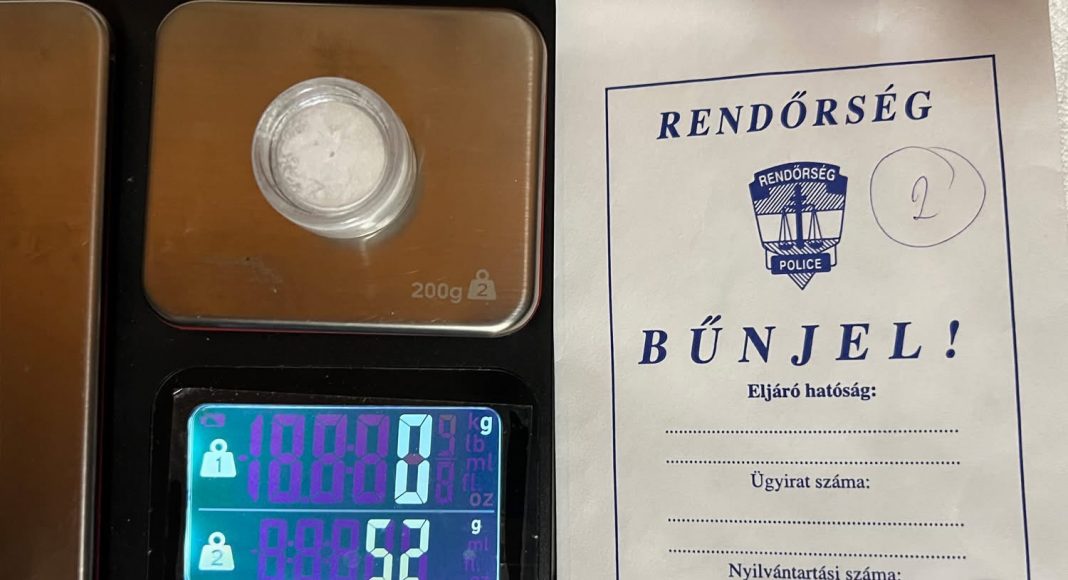 200g 2
1 0 kg
lb
ml
fl.
oz
2 52 g
ml
fl.
RENDŐRSÉG
2
RENDŐRSÉG
POLICE
BŰNJEL!
Eljáró hatóság:
Ügyirat száma:
Nyilvántartási száma: